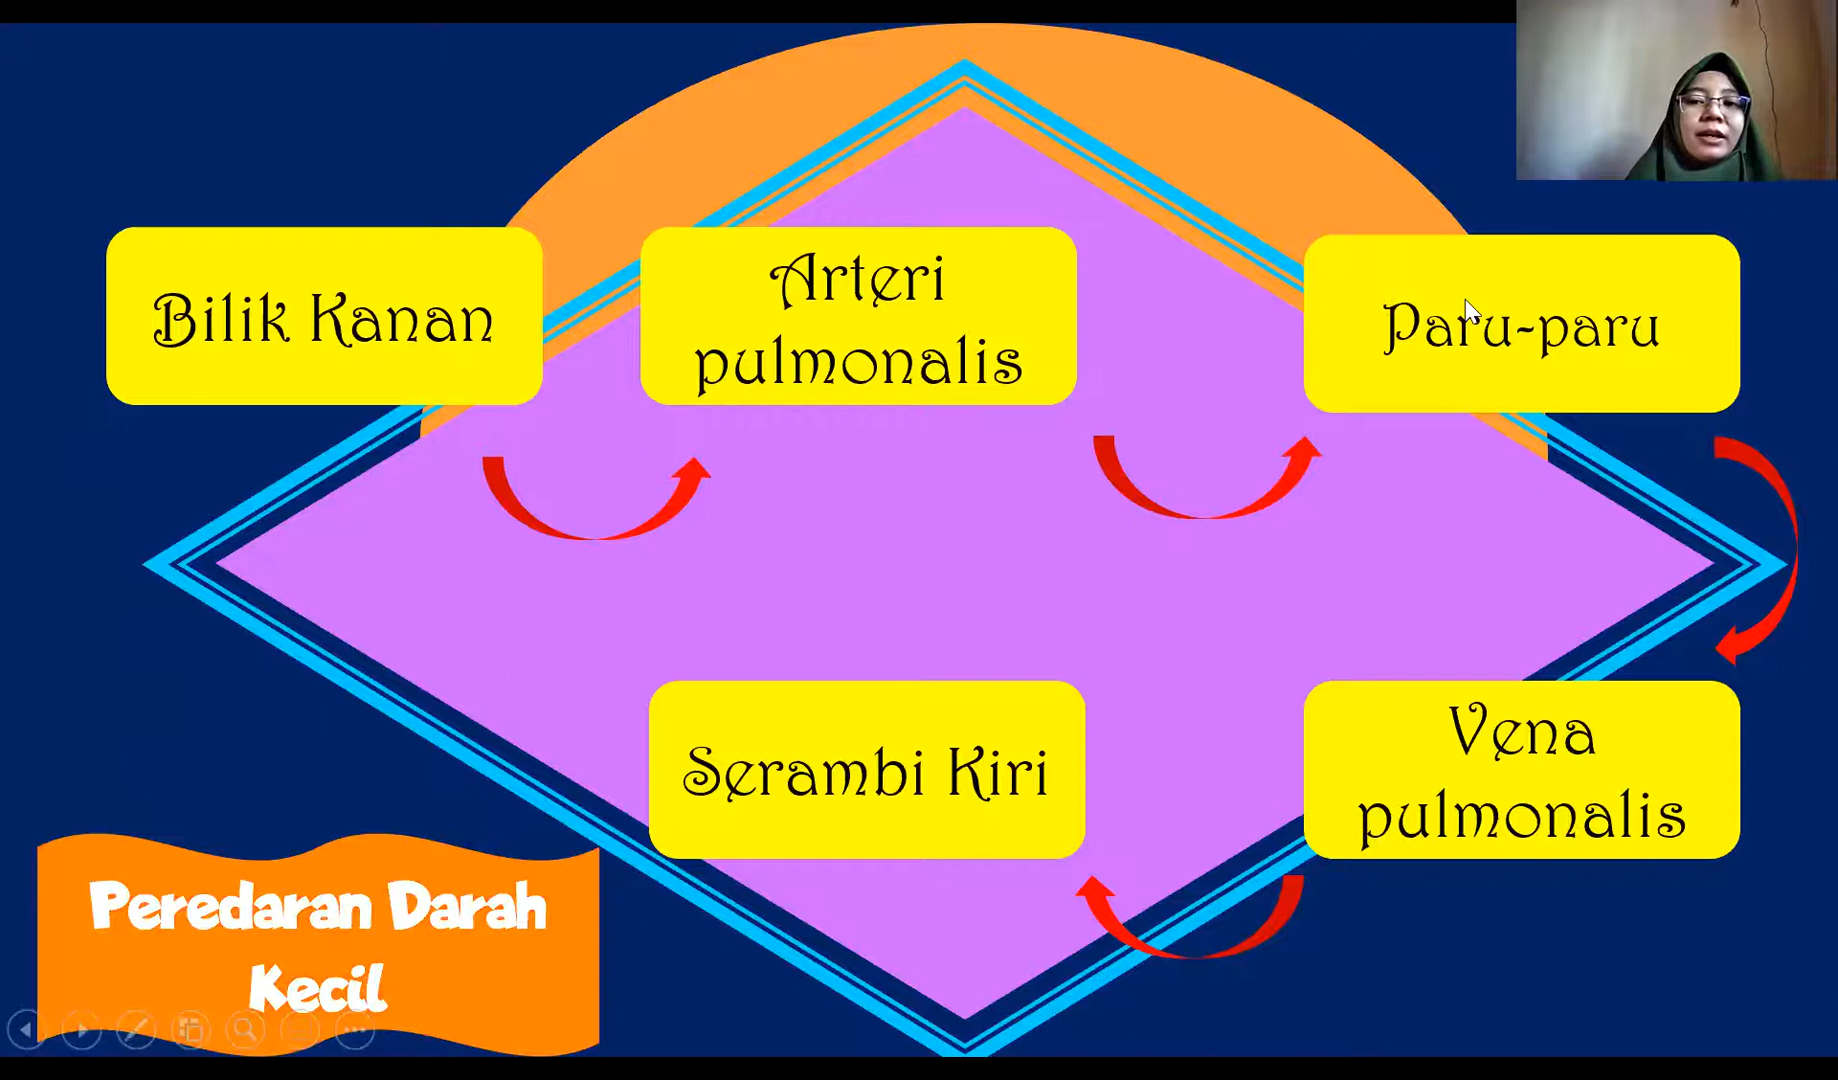 Bilik Kanan
Arteri
pulmonalis
Paru-paru
Serambi Kiri
Vena
pulmonalis
Peredaran Darah
Kecil